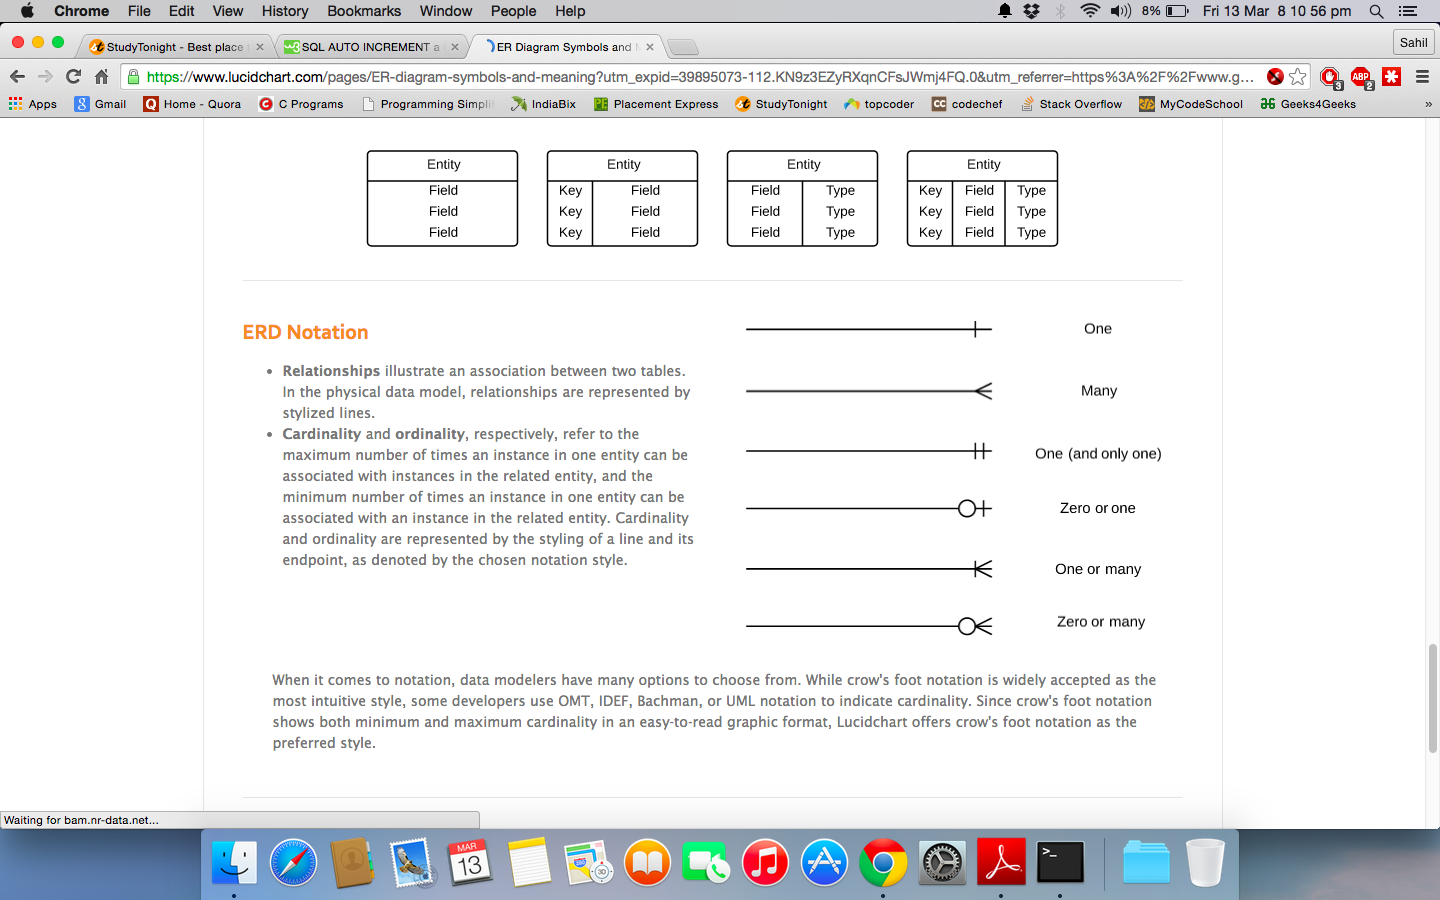 Chrome File Edit View History Bookmarks Window People Help 8% Fri 13 Mar 8 10 56 pm
StudyTonight - Best place SQL AUTO INCREMENT a ER Diagram Symbols and Sahil
https://www.lucidchart.com/pages/ER-diagram-symbols-and-meaning?utm_expid=39895073-112.KN9z3EZyRXqnCFsJWmj4FQ.0&utm_referrer=https%3A%2F%2Fwww.g... 3 ABP 2
Apps Gmail Home - Quora C Programs Programming Simpli IndiaBix Placement Express StudyTonight topcoder codechef Stack Overflow MyCodeSchool Geeks4Geeks »
Entity Entity Entity Entity
Field Key Field Field Type Key Field Type
Field Key Field Field Type Key Field Type
Field Key Field Field Type Key Field Type
ERD Notation
• Relationships illustrate an association between two tables.
In the physical data model, relationships are represented by
stylized lines.
• Cardinality and ordinality, respectively, refer to the
maximum number of times an instance in one entity can be
associated with instances in the related entity, and the
minimum number of times an instance in one entity can be
associated with an instance in the related entity. Cardinality
and ordinality are represented by the styling of a line and its
endpoint, as denoted by the chosen notation style.
One
Many
One (and only one)
Zero or one
One or many
Zero or many
When it comes to notation, data modelers have many options to choose from. While crow's foot notation is widely accepted as the
most intuitive style, some developers use OMT, IDEF, Bachman, or UML notation to indicate cardinality. Since crow's foot notation
shows both minimum and maximum cardinality in an easy-to-read graphic format, Lucidchart offers crow's foot notation as the
preferred style.
Waiting for bam.nr-data.net...
MAR
13